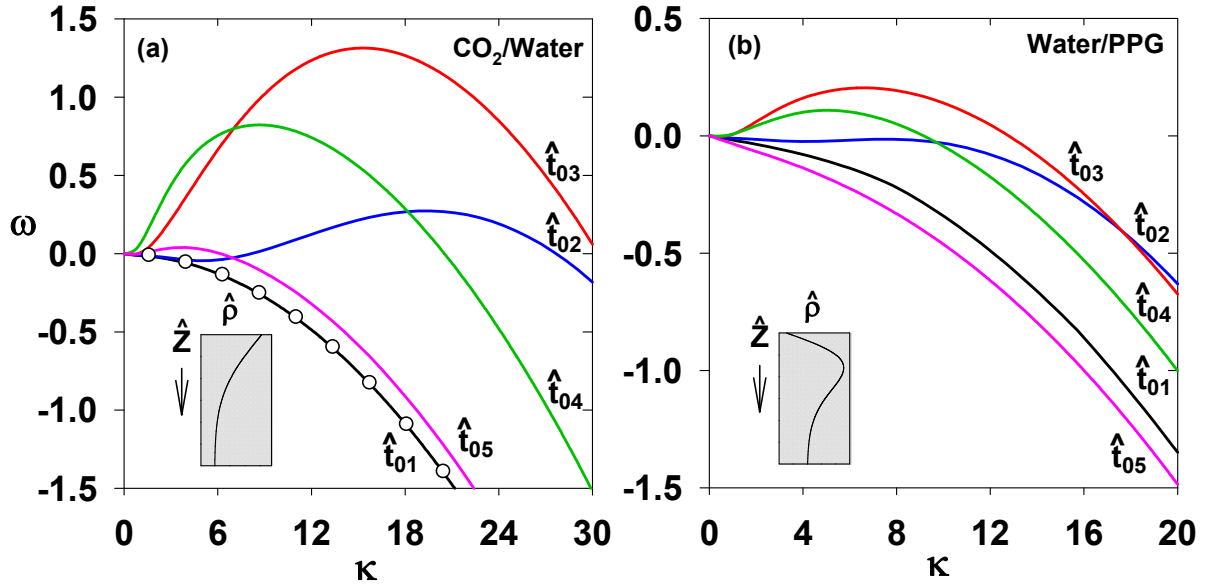 (a)
CO₂/Water
1.5
1.0
0.5
0.0
-0.5
-1.0
-1.5
ω
t̂₀₃
t̂₀₂
t̂₀₄
t̂₀₅
t̂₀₁
ρ̂
Ẑ
0 6 12 18 24 30
κ
(b)
Water/PPG
0.5
0.0
-0.5
-1.0
-1.5
t̂₀₃
t̂₀₂
t̂₀₄
t̂₀₁
t̂₀₅
ρ̂
Ẑ
0 4 8 12 16 20
κ